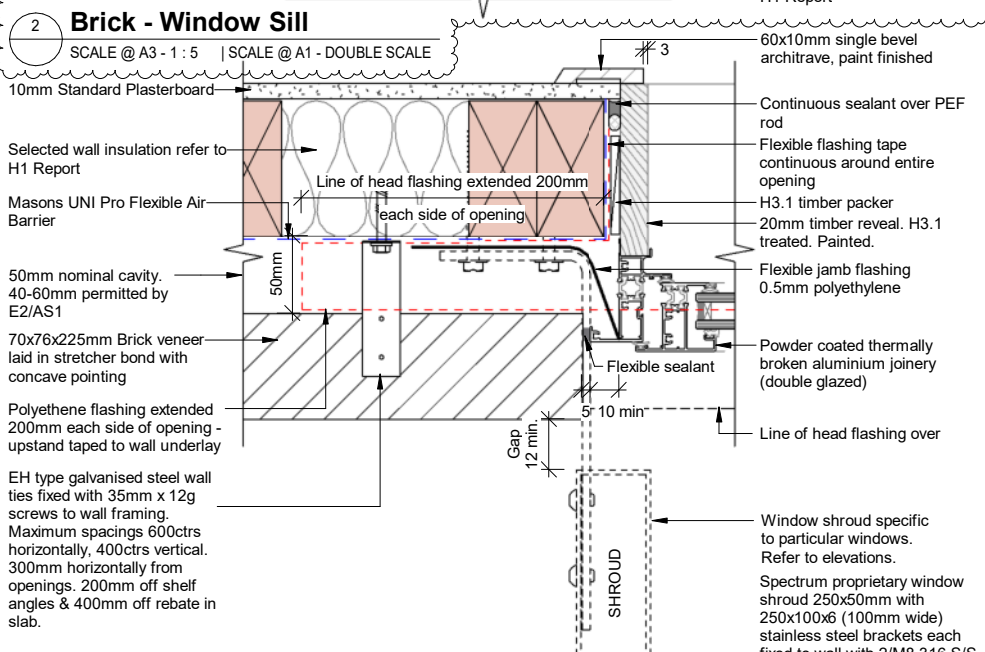 H1 Report
2
Brick - Window Sill
SCALE @ A3 - 1 : 5 | SCALE @ A1 - DOUBLE SCALE
10mm Standard Plasterboard
Selected wall insulation refer to
H1 Report
Masons UNI Pro Flexible Air
Barrier
50mm nominal cavity.
40-60mm permitted by
E2/AS1
70x76x225mm Brick veneer
laid in stretcher bond with
concave pointing
Polyethene flashing extended
200mm each side of opening -
upstand taped to wall underlay
EH type galvanised steel wall
ties fixed with 35mm x 12g
screws to wall framing.
Maximum spacings 600ctrs
horizontally, 400ctrs vertical.
300mm horizontally from
openings. 200mm off shelf
angles & 400mm off rebate in
slab.
Line of head flashing extended 200mm
each side of opening
50mm
Flexible sealant
5 10 min
Gap
12 min.
SHROUD
3
60x10mm single bevel
architrave, paint finished
Continuous sealant over PEF
rod
Flexible flashing tape
continuous around entire
opening
H3.1 timber packer
20mm timber reveal. H3.1
treated. Painted.
Flexible jamb flashing
0.5mm polyethylene
Powder coated thermally
broken aluminium joinery
(double glazed)
Line of head flashing over
Window shroud specific
to particular windows.
Refer to elevations.
Spectrum proprietary window
shroud 250x50mm with
250x100x6 (100mm wide)
stainless steel brackets each
fixed to wall with 2/M8 316 S/S